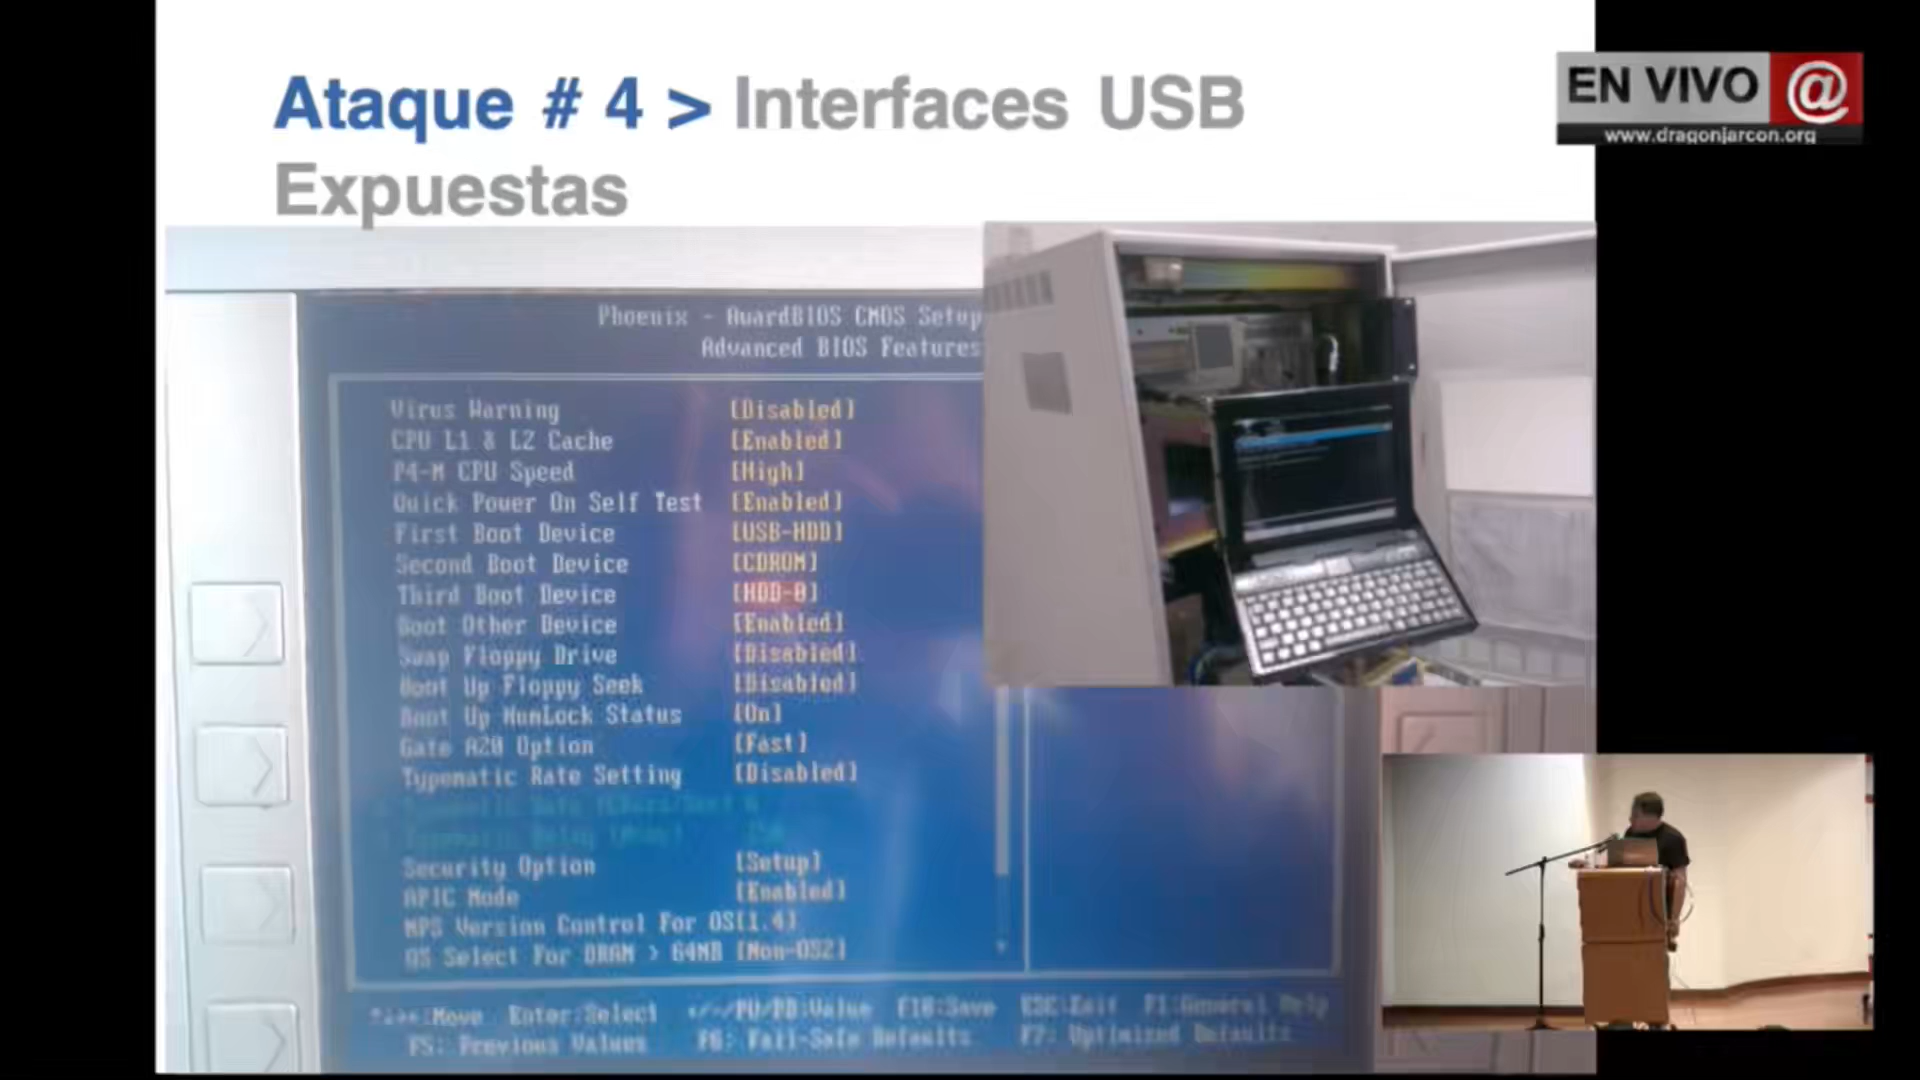 Ataque # 4 > Interfaces USB
Expuestas
EN VIVO @
www.dragonjarcon.org
Phoenix - AwardBIOS CMOS Setup
Advanced BIOS Features
Virus Warning [Disabled]
CPU L1 & L2 Cache [Enabled]
P4-M CPU Speed [High]
Quick Power On Self Test [Enabled]
First Boot Device [USB-HDD]
Second Boot Device [CDROM]
Third Boot Device [HDD-0]
Boot Other Device [Enabled]
Swap Floppy Drive [Disabled]
Boot Up Floppy Seek [Disabled]
Boot Up NumLock Status [On]
Gate A20 Option [Fast]
Typematic Rate Setting [Disabled]
Security Option [Setup]
APIC Mode [Enabled]
MPS Version Control For OS[1.4]
OS Select For DRAM > 64MB [Non-OS2]
:Move Enter:Select +/-/PU/PD:Value F10:Save ESC:Exit F1:General Help
F5: Previous Values F6: Fail-Safe Defaults F7: Optimized Defaults